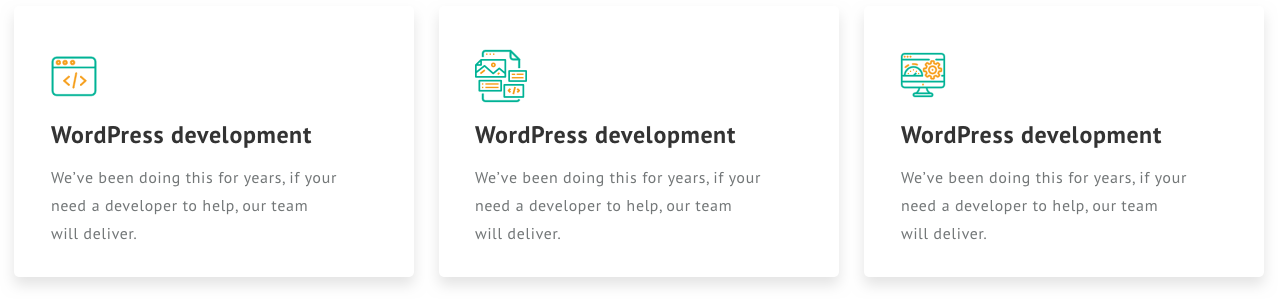 WordPress development
We’ve been doing this for years, if your
need a developer to help, our team
will deliver.
WordPress development
We’ve been doing this for years, if your
need a developer to help, our team
will deliver.
WordPress development
We’ve been doing this for years, if your
need a developer to help, our team
will deliver.